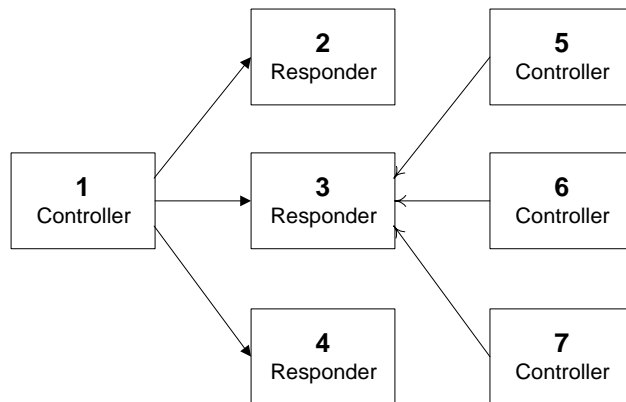 2
Responder
5
Controller
1
Controller
3
Responder
6
Controller
4
Responder
7
Controller